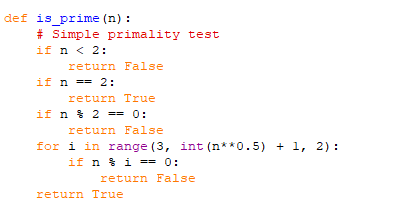 def is_prime(n):
    # Simple primality test
    if n < 2:
        return False
    if n == 2:
        return True
    if n % 2 == 0:
        return False
    for i in range(3, int(n**0.5) + 1, 2):
        if n % i == 0:
            return False
    return True